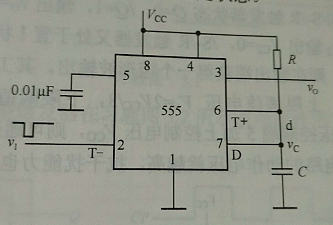 V_CC
8 4
5 3 R
0.01μF v_O
555 6
T+ d
v_I 2 7 v_C
T− D
1 C